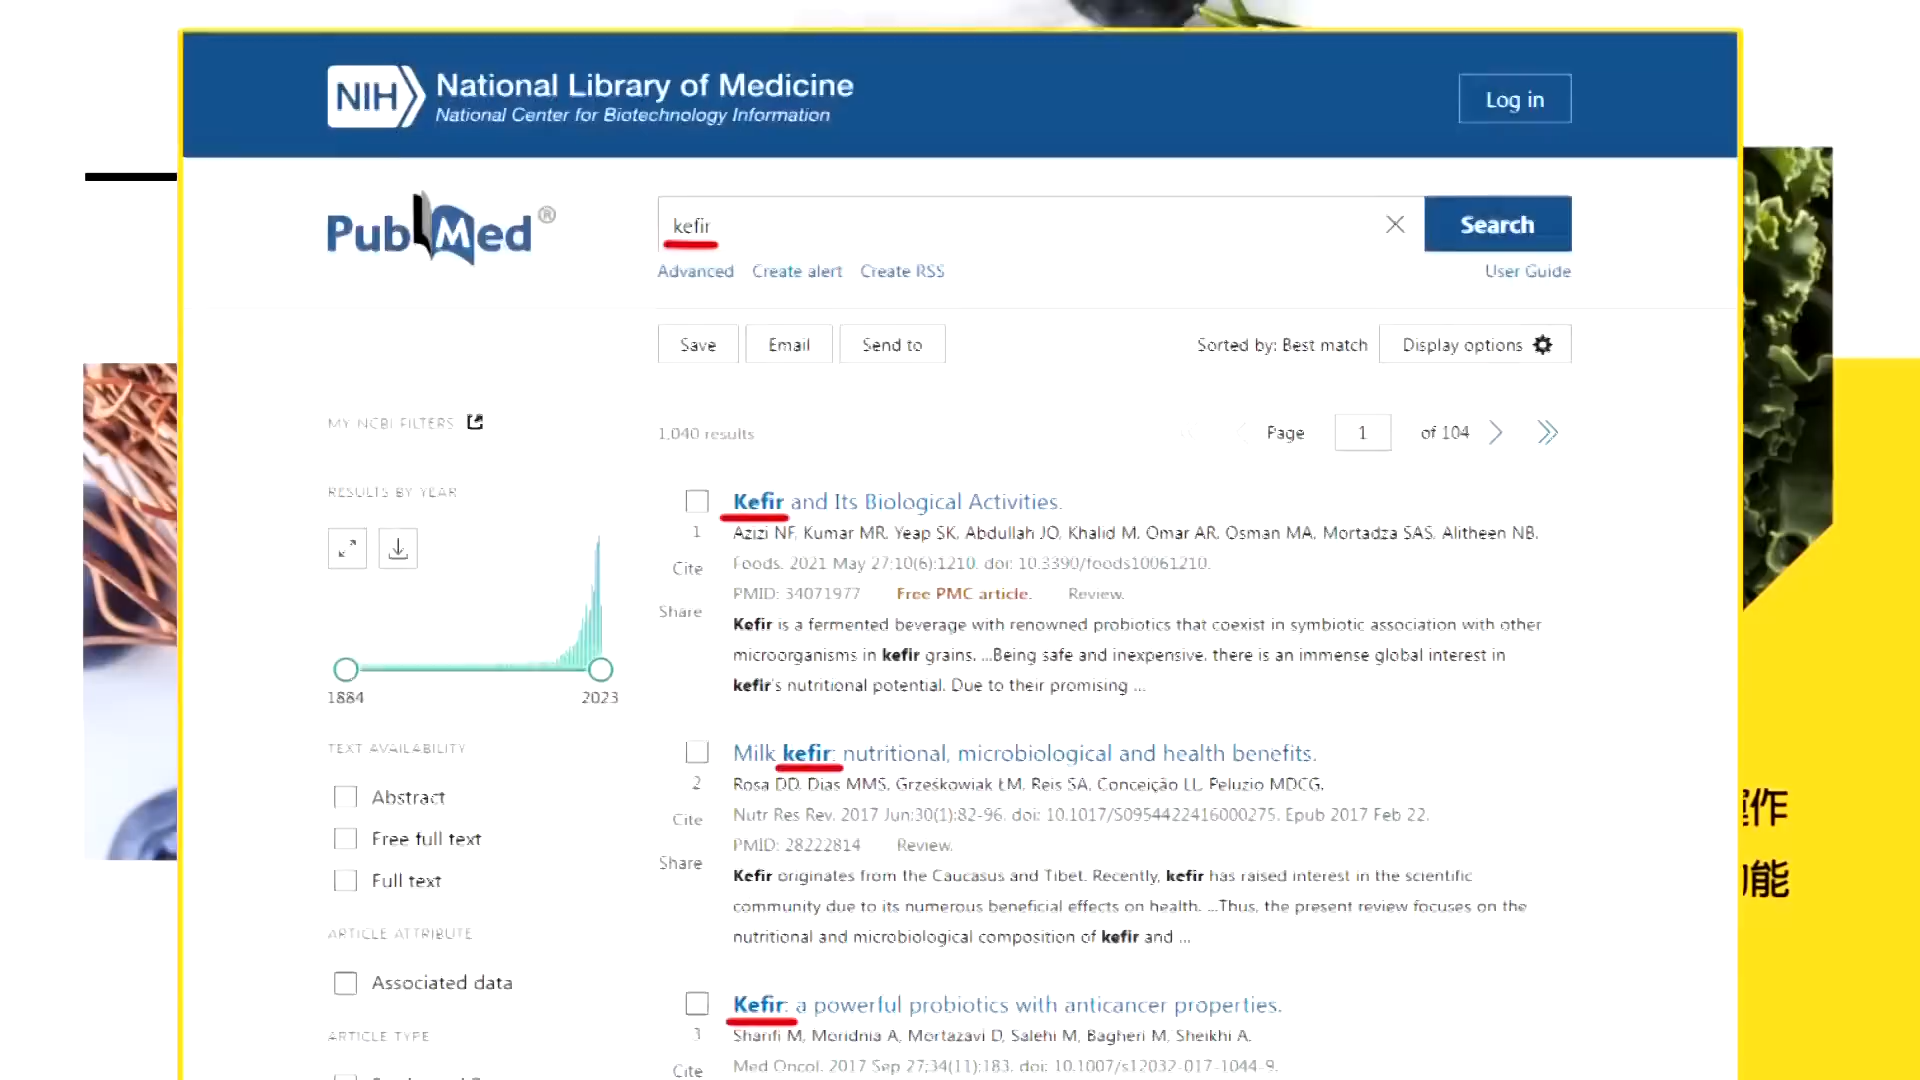 NIH National Library of Medicine
National Center for Biotechnology Information
Log in
PubMed®
kefir
Search
Advanced Create alert Create RSS
User Guide
Save Email Send to
Sorted by: Best match Display options
MY NCBI FILTERS
1,040 results
Page 1 of 104
RESULTS BY YEAR
1884 2023
TEXT AVAILABILITY
Abstract
Free full text
Full text
ARTICLE ATTRIBUTE
Associated data
ARTICLE TYPE
Kefir and Its Biological Activities.
1 Azizi NF, Kumar MR, Yeap SK, Abdullah JO, Khalid M, Omar AR, Osman MA, Mortadza SAS, Alitheen NB.
Cite Foods. 2021 May 27;10(6):1210. doi: 10.3390/foods10061210.
PMID: 34071977 Free PMC article. Review.
Share
Kefir is a fermented beverage with renowned probiotics that coexist in symbiotic association with other
microorganisms in kefir grains. ...Being safe and inexpensive, there is an immense global interest in
kefir's nutritional potential. Due to their promising ...
Milk kefir: nutritional, microbiological and health benefits.
2 Rosa DD, Dias MMS, Grześkowiak ŁM, Reis SA, Conceição LL, Peluzio MDCG.
Cite Nutr Res Rev. 2017 Jun;30(1):82-96. doi: 10.1017/S0954422416000275. Epub 2017 Feb 22.
PMID: 28222814 Review.
Share
Kefir originates from the Caucasus and Tibet. Recently, kefir has raised interest in the scientific
community due to its numerous beneficial effects on health. ...Thus, the present review focuses on the
nutritional and microbiological composition of kefir and ...
Kefir: a powerful probiotics with anticancer properties.
3 Sharifi M, Moridnia A, Mortazavi D, Salehi M, Bagheri M, Sheikhi A.
Cite Med Oncol. 2017 Sep 27;34(11):183. doi: 10.1007/s12032-017-1044-9.
作
能